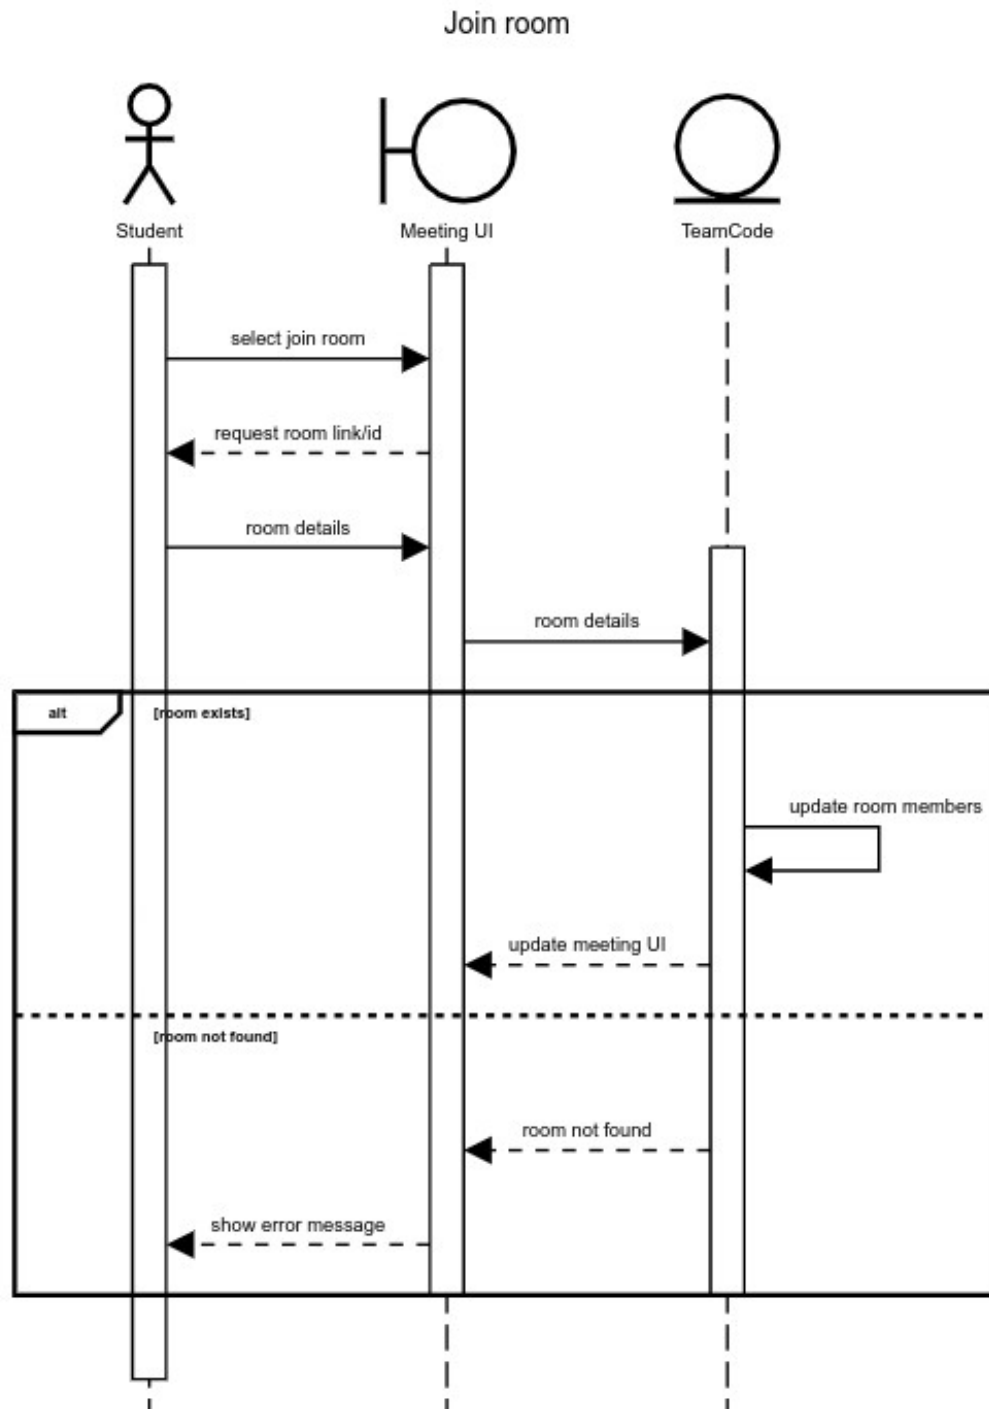 Join room
Student
Meeting UI
TeamCode
select join room
request room link/id
room details
room details
alt
[room exists]
update room members
update meeting UI
[room not found]
room not found
show error message